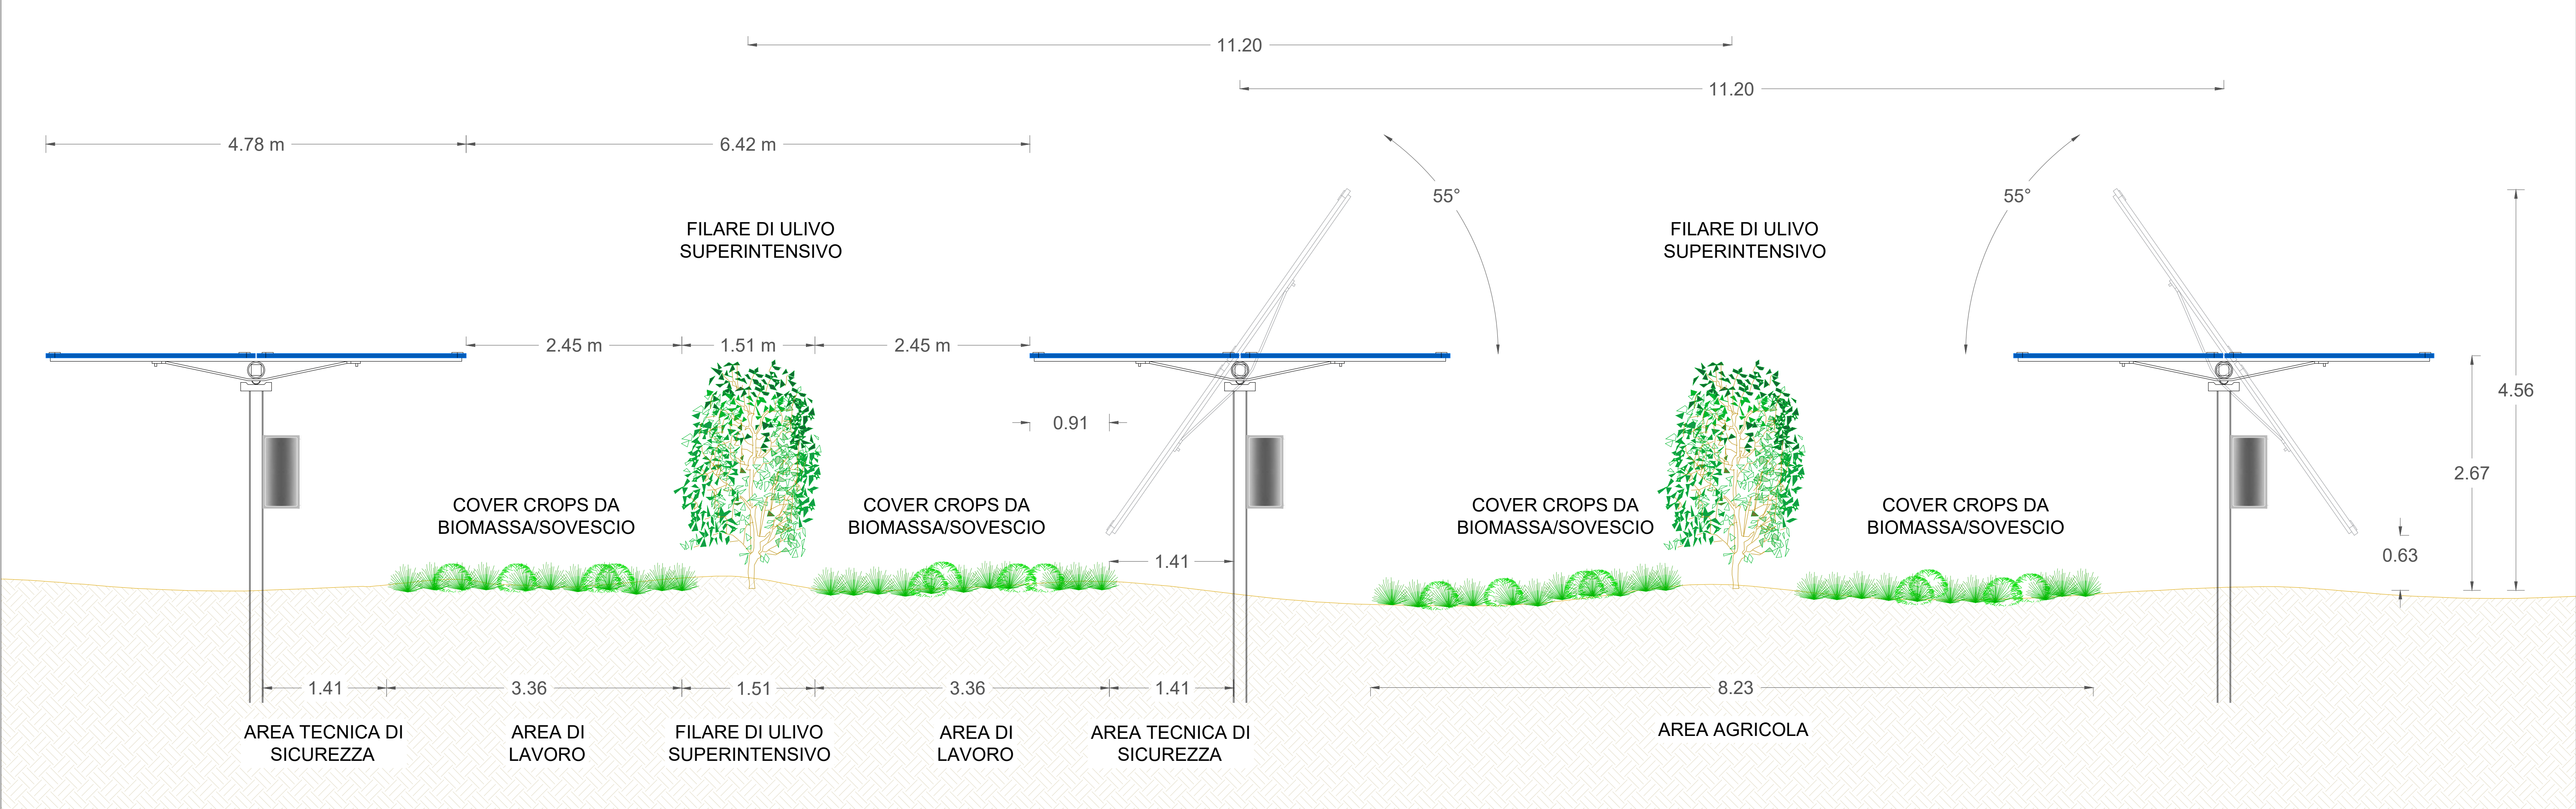 11.20
11.20
4.78 m
6.42 m
55°
55°
FILARE DI ULIVO
SUPERINTENSIVO
FILARE DI ULIVO
SUPERINTENSIVO
2.45 m
1.51 m
2.45 m
4.56
0.91
2.67
COVER CROPS DA
BIOMASSA/SOVESCIO
COVER CROPS DA
BIOMASSA/SOVESCIO
COVER CROPS DA
BIOMASSA/SOVESCIO
COVER CROPS DA
BIOMASSA/SOVESCIO
0.63
1.41
1.41
3.36
1.51
3.36
1.41
8.23
AREA TECNICA DI
SICUREZZA
AREA DI
LAVORO
FILARE DI ULIVO
SUPERINTENSIVO
AREA DI
LAVORO
AREA TECNICA DI
SICUREZZA
AREA AGRICOLA